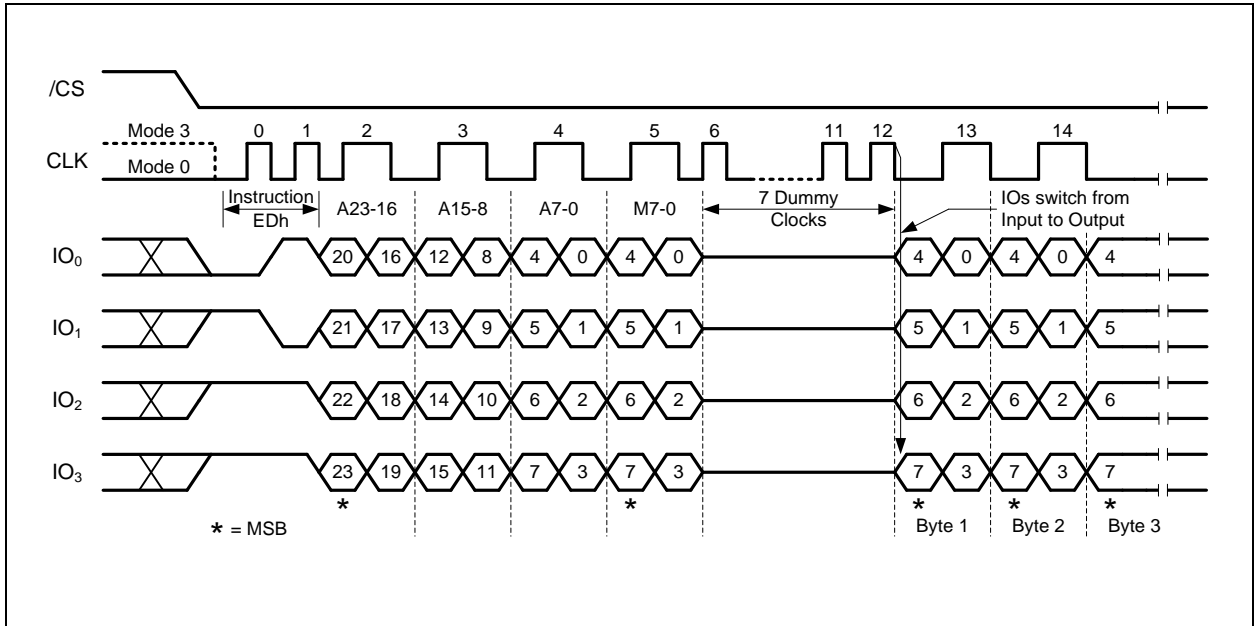 /CS
Mode 3 0 1 2 3 4 5 6 11 12 13 14
CLK
Mode 0
Instruction
EDh
A23-16 A15-8 A7-0 M7-0
7 Dummy
Clocks
IOs switch from
Input to Output
IO0 20 16 12 8 4 0 4 0 4 0 4 0 4
IO1 21 17 13 9 5 1 5 1 5 1 5 1 5
IO2 22 18 14 10 6 2 6 2 6 2 6 2 6
IO3 23 19 15 11 7 3 7 3 7 3 7 3 7
* * * * *
* = MSB
Byte 1 Byte 2 Byte 3